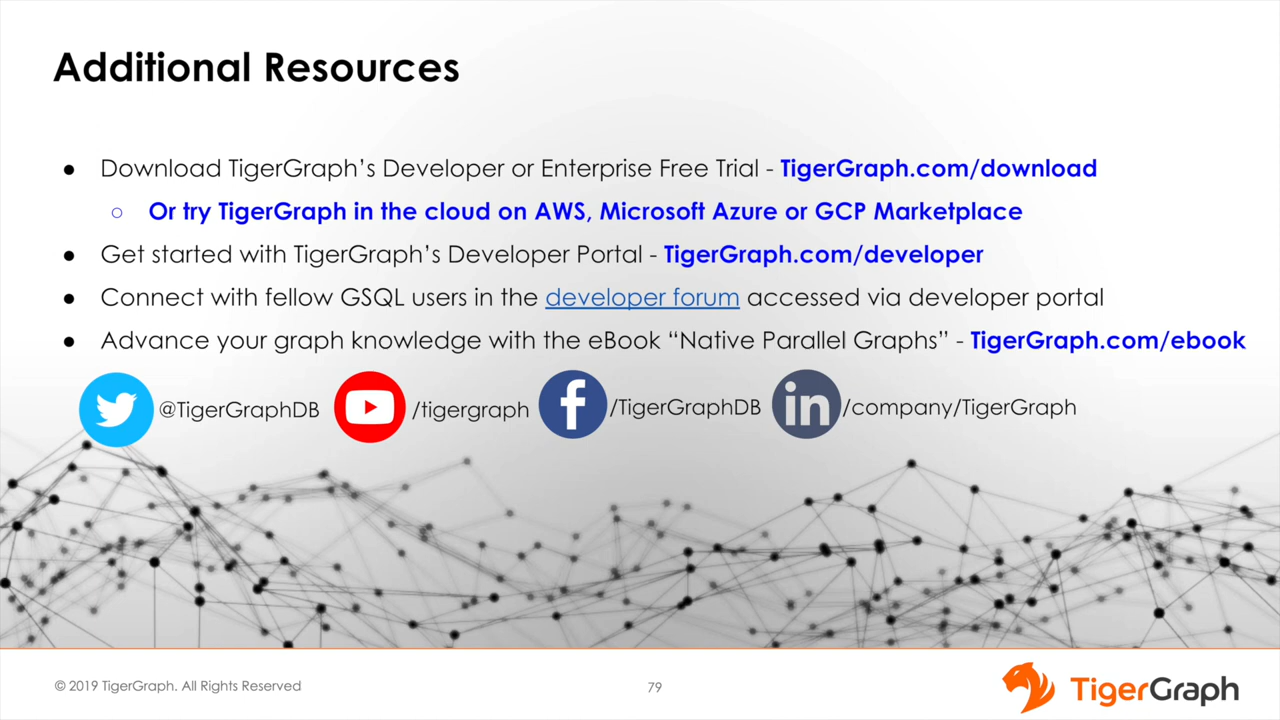 Additional Resources
● Download TigerGraph’s Developer or Enterprise Free Trial - TigerGraph.com/download
○ Or try TigerGraph in the cloud on AWS, Microsoft Azure or GCP Marketplace
● Get started with TigerGraph’s Developer Portal - TigerGraph.com/developer
● Connect with fellow GSQL users in the developer forum accessed via developer portal
● Advance your graph knowledge with the eBook “Native Parallel Graphs” - TigerGraph.com/ebook
@TigerGraphDB /tigergraph /TigerGraphDB in /company/TigerGraph
© 2019 TigerGraph. All Rights Reserved 79 TigerGraph